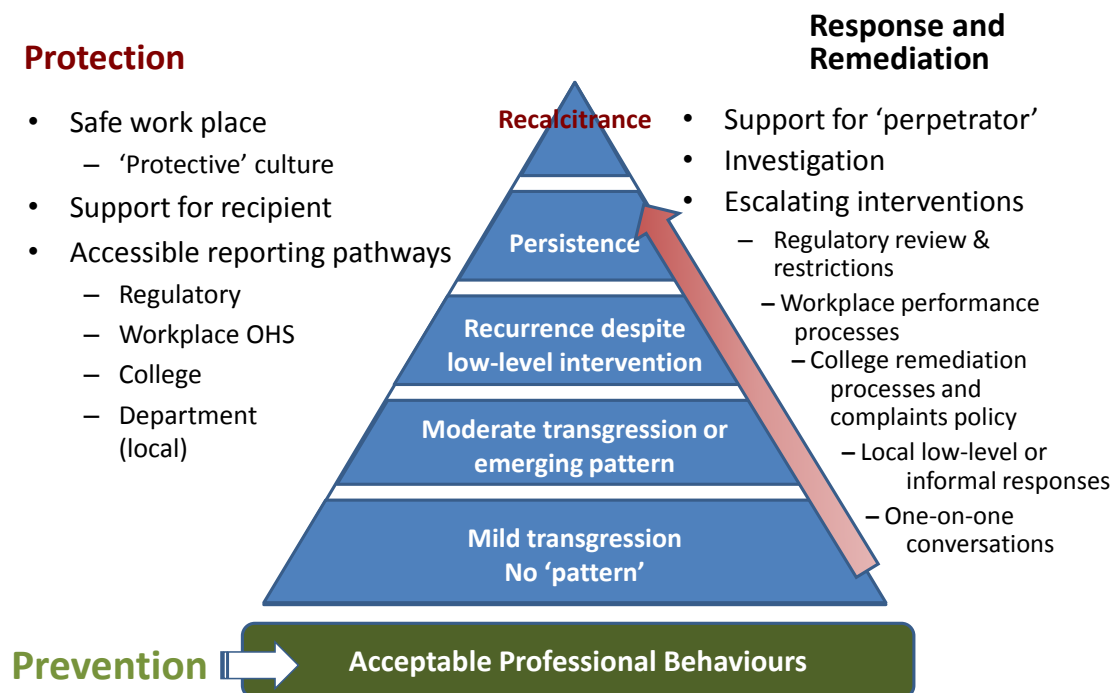 Protection
• Safe work place
– ‘Protective’ culture
• Support for recipient
• Accessible reporting pathways
– Regulatory
– Workplace OHS
– College
– Department
(local)
Recalcitrance
Persistence
Recurrence despite
low-level intervention
Moderate transgression or
emerging pattern
Mild transgression
No ‘pattern’
Response and
Remediation
• Support for ‘perpetrator’
• Investigation
• Escalating interventions
– Regulatory review &
restrictions
– Workplace performance
processes
– College remediation
processes and
complaints policy
– Local low-level or
informal responses
– One-on-one
conversations
Prevention
Acceptable Professional Behaviours